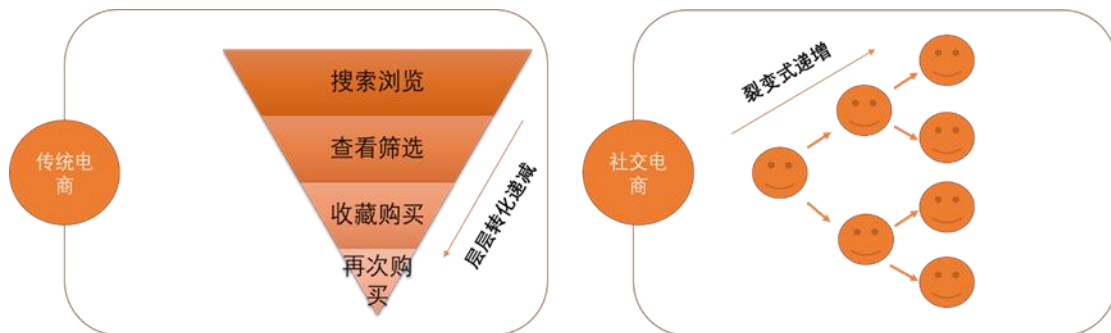 传统电
商
搜索浏览
查看筛选
收藏购买
再次购
买
层层转化递减
社交电
商
裂变式递增